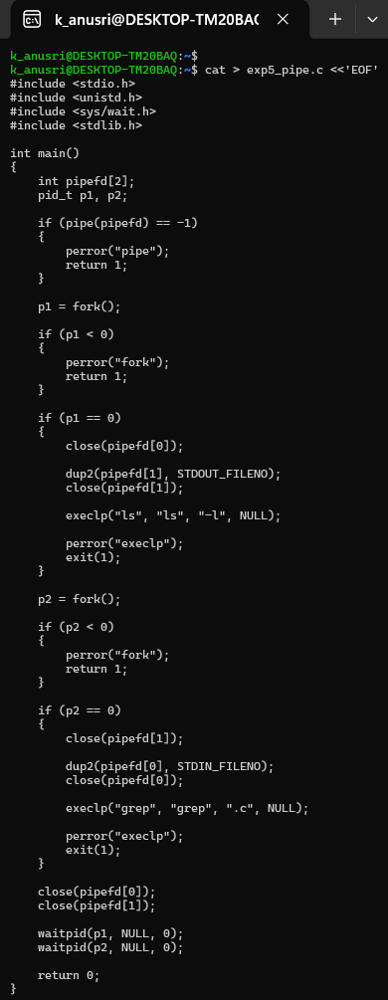 k_anusri@DESKTOP-TM20BAQ
k_anusri@DESKTOP-TM20BAQ:~$
k_anusri@DESKTOP-TM20BAQ:~$ cat > exp5_pipe.c <<'EOF'
#include <stdio.h>
#include <unistd.h>
#include <sys/wait.h>
#include <stdlib.h>

int main()
{
    int pipefd[2];
    pid_t p1, p2;

    if (pipe(pipefd) == -1)
    {
        perror("pipe");
        return 1;
    }

    p1 = fork();

    if (p1 < 0)
    {
        perror("fork");
        return 1;
    }

    if (p1 == 0)
    {
        close(pipefd[0]);

        dup2(pipefd[1], STDOUT_FILENO);
        close(pipefd[1]);

        execlp("ls", "ls", "-l", NULL);

        perror("execlp");
        exit(1);
    }

    p2 = fork();

    if (p2 < 0)
    {
        perror("fork");
        return 1;
    }

    if (p2 == 0)
    {
        close(pipefd[1]);

        dup2(pipefd[0], STDIN_FILENO);
        close(pipefd[0]);

        execlp("grep", "grep", ".c", NULL);

        perror("execlp");
        exit(1);
    }

    close(pipefd[0]);
    close(pipefd[1]);

    waitpid(p1, NULL, 0);
    waitpid(p2, NULL, 0);

    return 0;
}